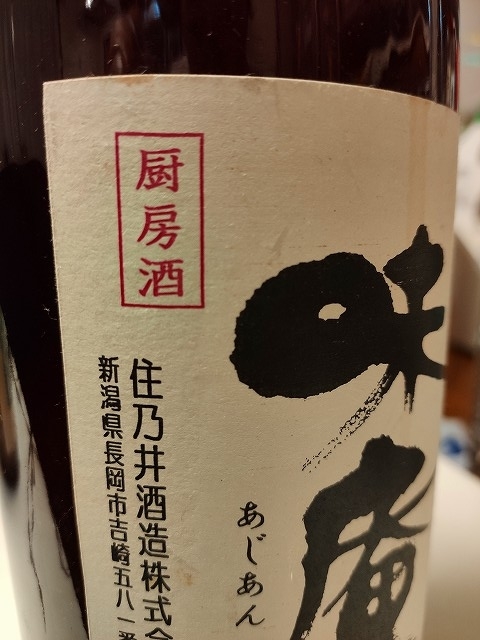 味庵
あじあん
厨房酒
住乃井酒造株式会
新潟県長岡市吉崎五八一番